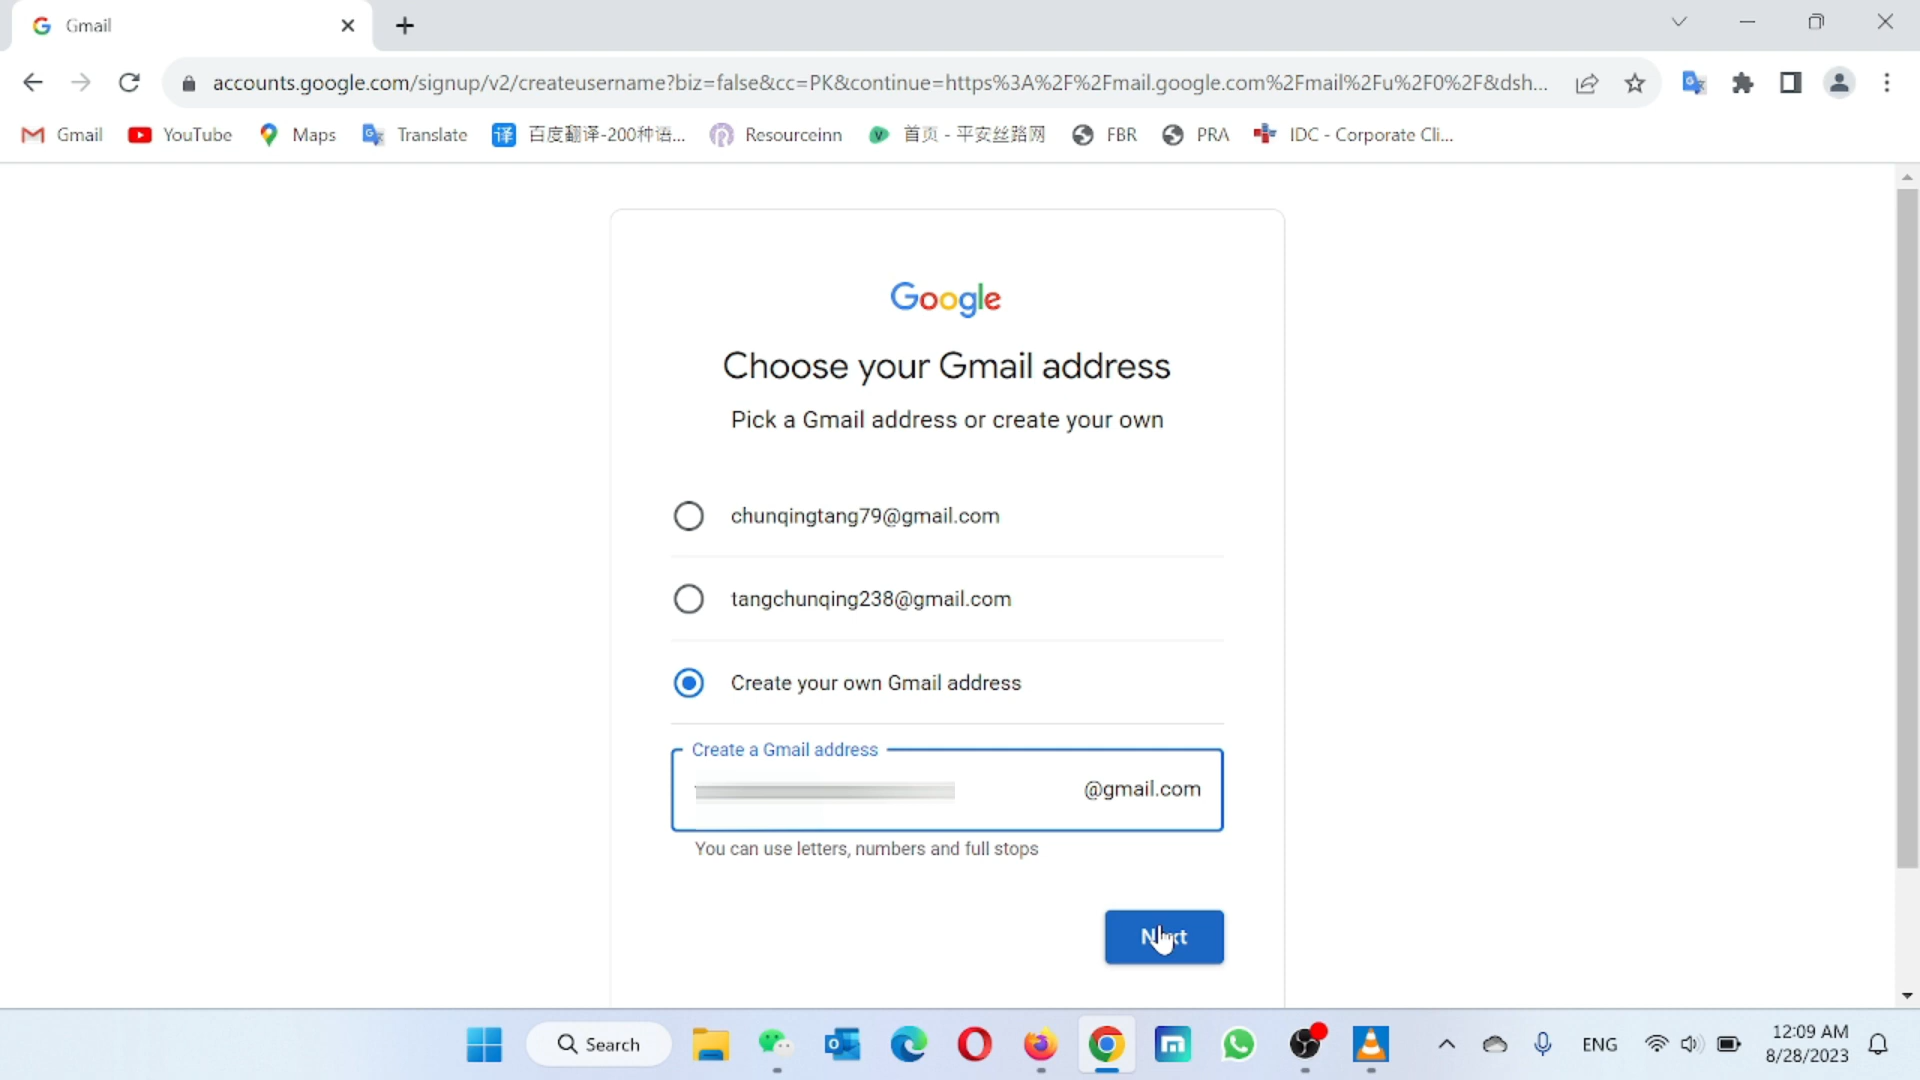 Gmail
accounts.google.com/signup/v2/createusername?biz=false&cc=PK&continue=https%3A%2F%2Fmail.google.com%2Fmail%2Fu%2F0%2F&dsh...
Gmail YouTube Maps Translate 译 百度翻译-200种语... Resourceinn 首页 - 平安丝路网 FBR PRA IDC - Corporate Cli...
Google
Choose your Gmail address
Pick a Gmail address or create your own
chunqingtang79@gmail.com
tangchunqing238@gmail.com
Create your own Gmail address
Create a Gmail address
@gmail.com
You can use letters, numbers and full stops
Next
Search ENG 12:09 AM
8/28/2023